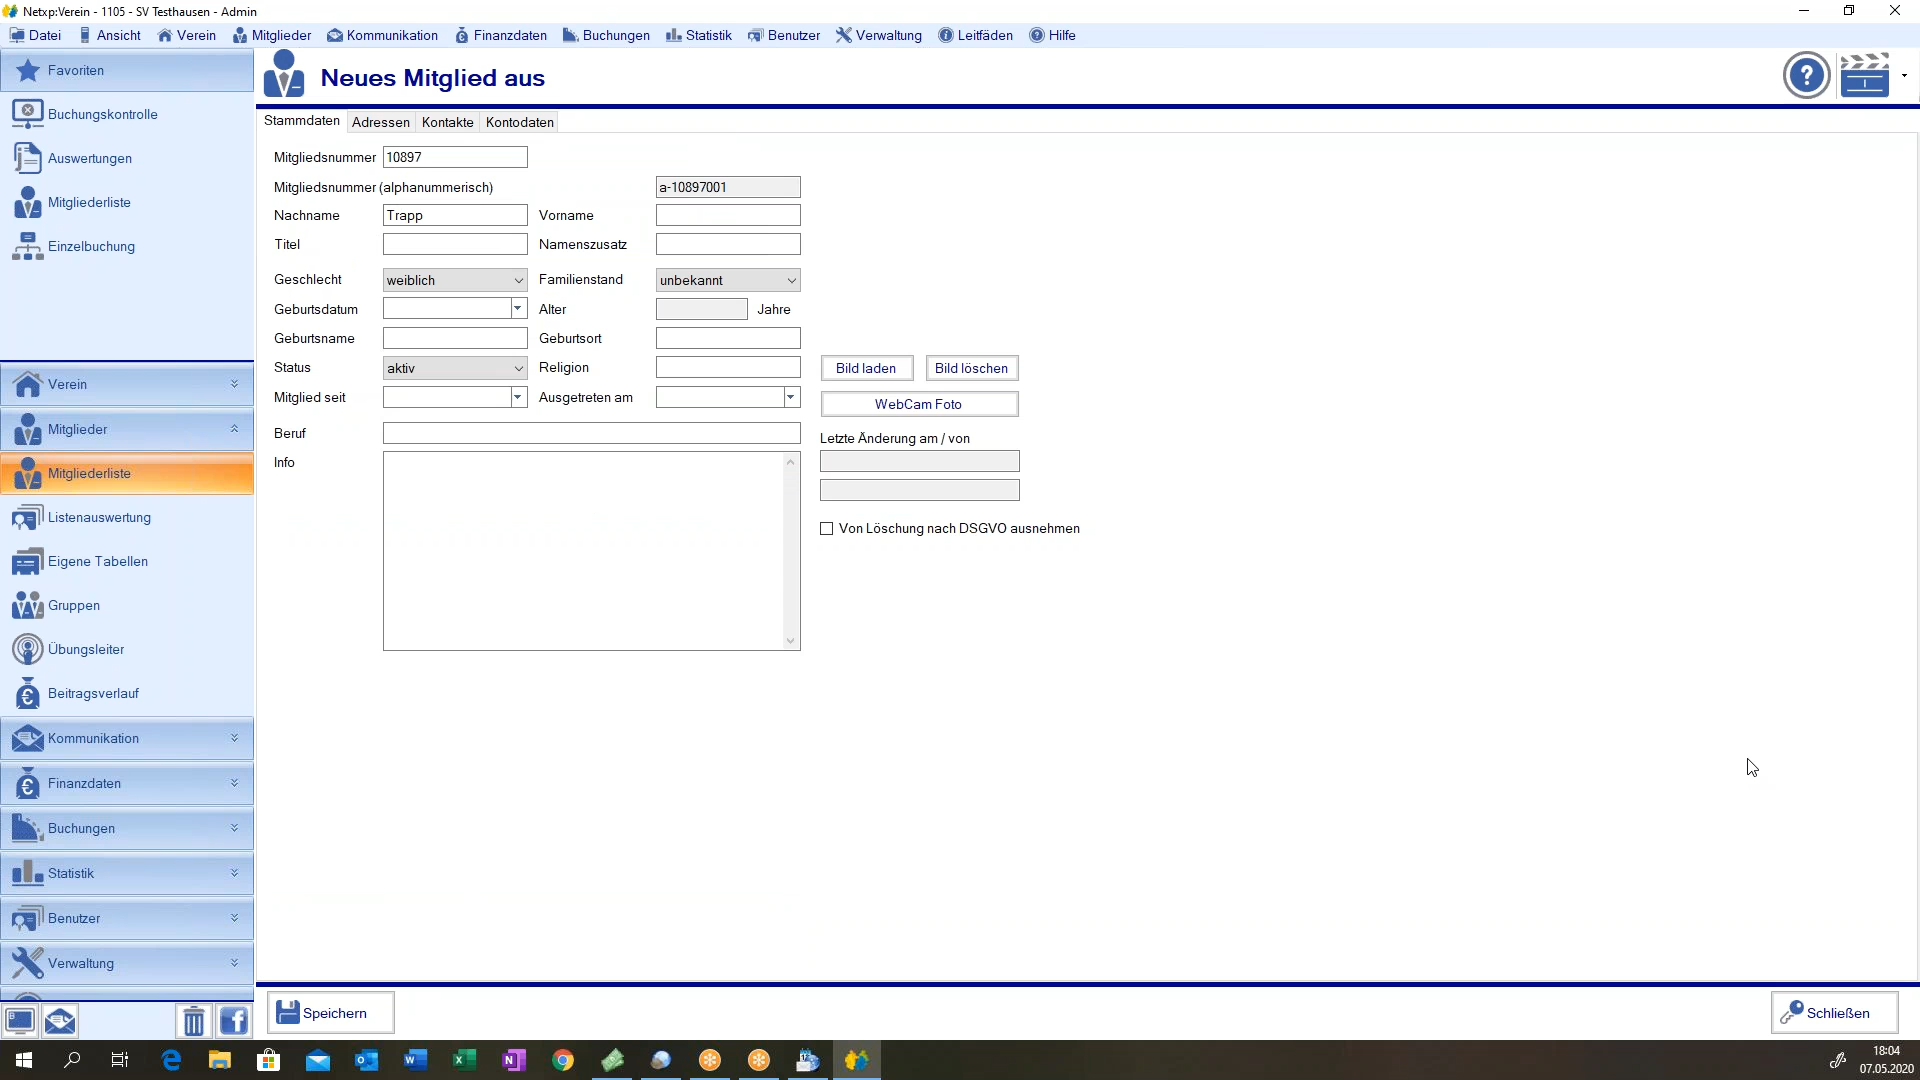 Netxp:Verein - 1105 - SV Testhausen - Admin
Datei Ansicht Verein Mitglieder Kommunikation Finanzdaten Buchungen Statistik Benutzer Verwaltung Leitfäden Hilfe
Favoriten
Buchungskontrolle
Auswertungen
Mitgliederliste
Einzelbuchung
Verein
Mitglieder
Mitgliederliste
Listenauswertung
Eigene Tabellen
Gruppen
Übungsleiter
Beitragsverlauf
Kommunikation
Finanzdaten
Buchungen
Statistik
Benutzer
Verwaltung
Neues Mitglied aus
Stammdaten Adressen Kontakte Kontodaten
Mitgliedsnummer 10897
Mitgliedsnummer (alphanummerisch) a-10897001
Nachname Trapp Vorname
Titel Namenszusatz
Geschlecht weiblich Familienstand unbekannt
Geburtsdatum Alter Jahre
Geburtsname Geburtsort
Status aktiv Religion Bild laden Bild löschen
Mitglied seit Ausgetreten am WebCam Foto
Beruf Letzte Änderung am / von
Info
Von Löschung nach DSGVO ausnehmen
Speichern Schließen
18:04
07.05.2020